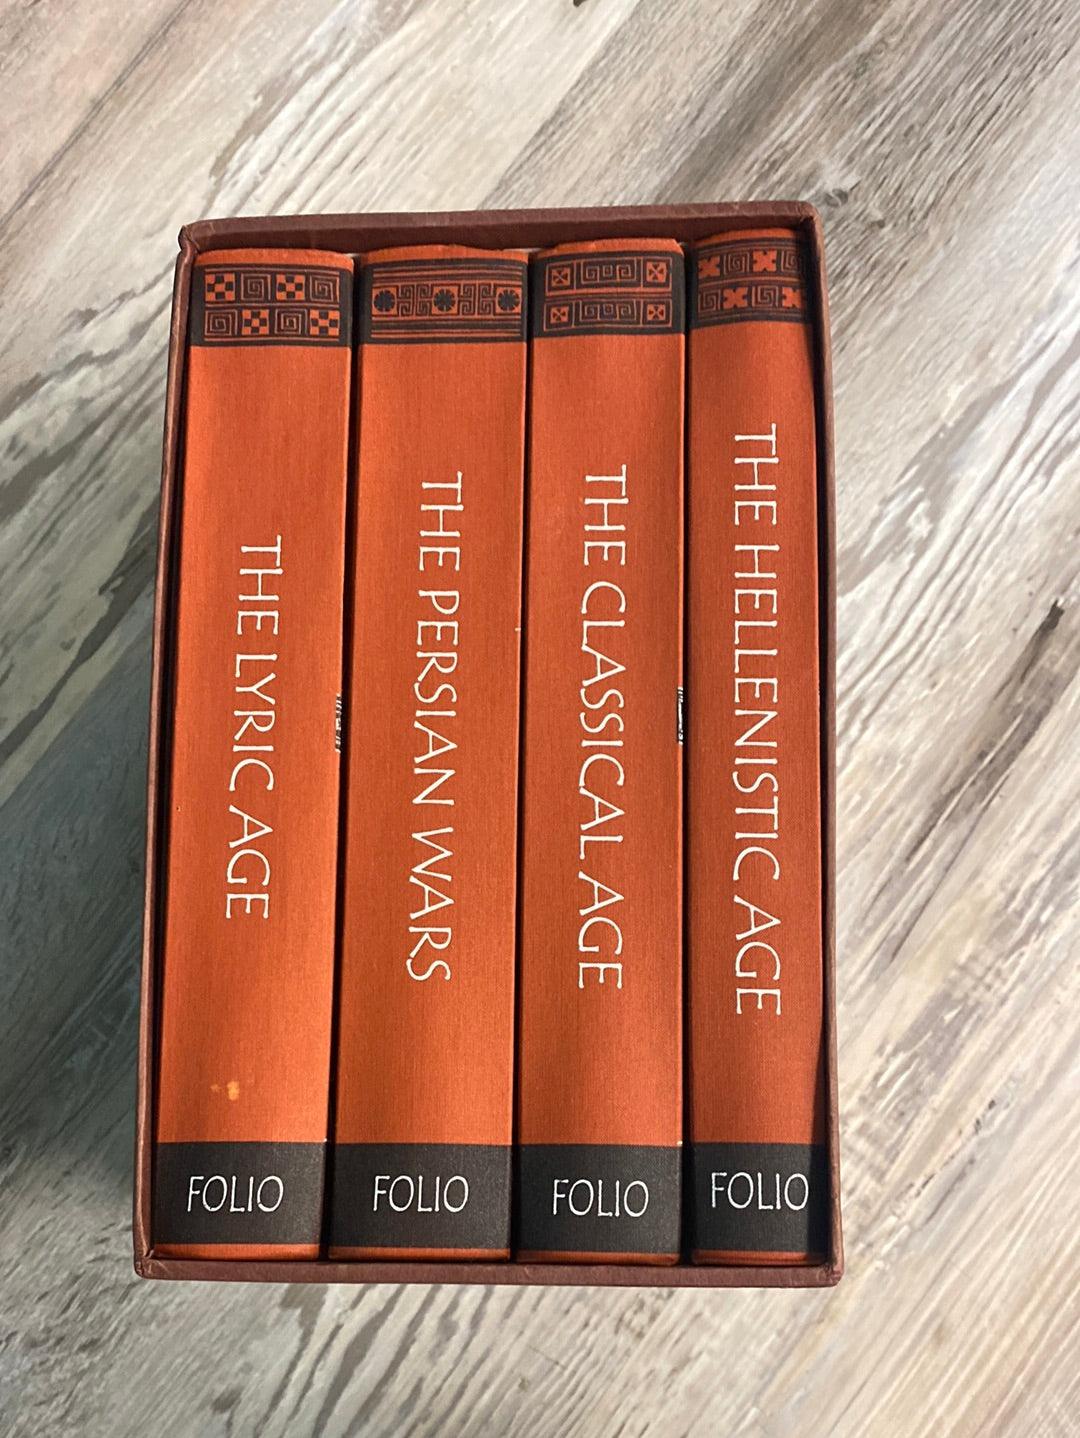 THE LYRIC AGE
FOLIO
THE PERSIAN WARS
FOLIO
THE CLASSICAL AGE
FOLIO
THE HELLENISTIC AGE
FOLIO